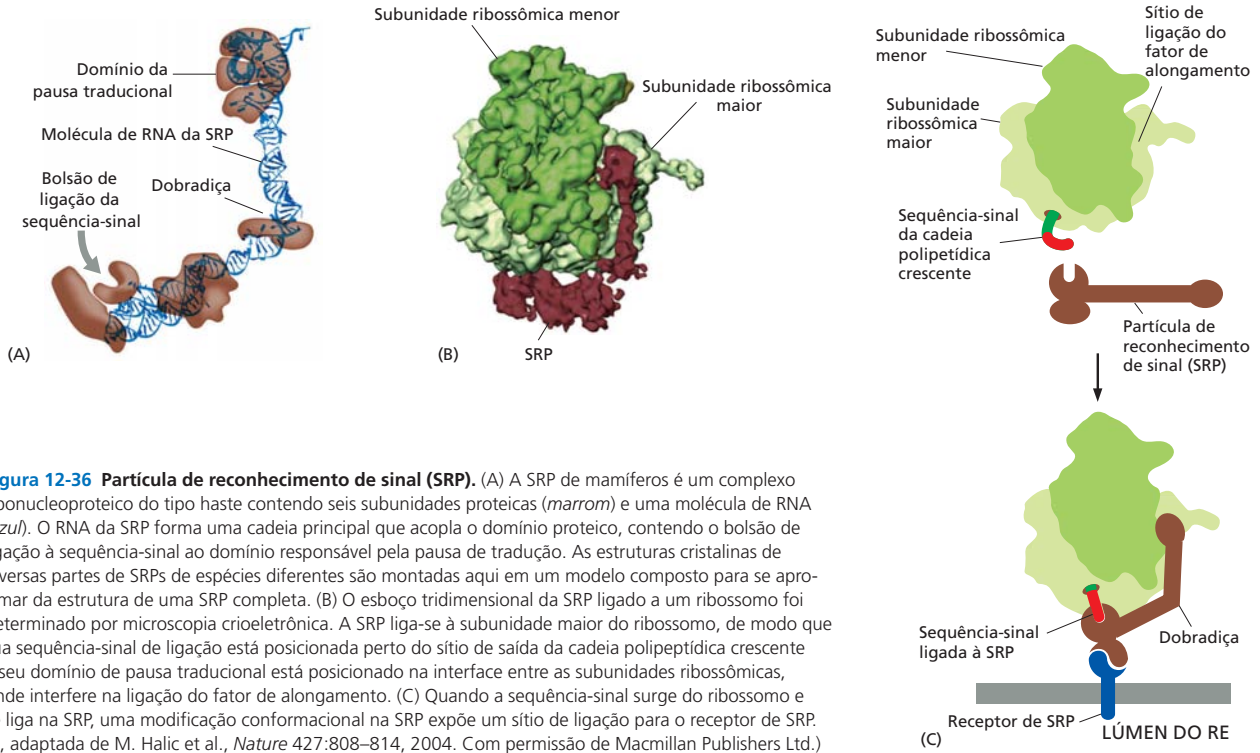 Domínio da
pausa traducional
Molécula de RNA da SRP
Bolsão de
ligação da
sequência-sinal
Dobradiça
(A)
Subunidade ribossômica menor
Subunidade ribossômica
maior
(B)
SRP
Subunidade ribossômica
menor
Sítio de
ligação do
fator de
alongamento
Subunidade
ribossômica
maior
Sequência-sinal
da cadeia
polipetídica
crescente
Partícula de
reconhecimento
de sinal (SRP)
Sequência-sinal
ligada à SRP
Dobradiça
Receptor de SRP
LÚMEN DO RE
(C)
gura 12-36 Partícula de reconhecimento de sinal (SRP). (A) A SRP de mamíferos é um complexo
bonucleoproteico do tipo haste contendo seis subunidades proteicas (marrom) e uma molécula de RNA
zul). O RNA da SRP forma uma cadeia principal que acopla o domínio proteico, contendo o bolsão de
gação à sequência-sinal ao domínio responsável pela pausa de tradução. As estruturas cristalinas de
versas partes de SRPs de espécies diferentes são montadas aqui em um modelo composto para se apro-
mar da estrutura de uma SRP completa. (B) O esboço tridimensional da SRP ligado a um ribossomo foi
eterminado por microscopia crioeletrônica. A SRP liga-se à subunidade maior do ribossomo, de modo que
ua sequência-sinal de ligação está posicionada perto do sítio de saída da cadeia polipeptídica crescente
seu domínio de pausa traducional está posicionado na interface entre as subunidades ribossômicas,
nde interfere na ligação do fator de alongamento. (C) Quando a sequência-sinal surge do ribossomo e
liga na SRP, uma modificação conformacional na SRP expõe um sítio de ligação para o receptor de SRP.
, adaptada de M. Halic et al., Nature 427:808–814, 2004. Com permissão de Macmillan Publishers Ltd.)